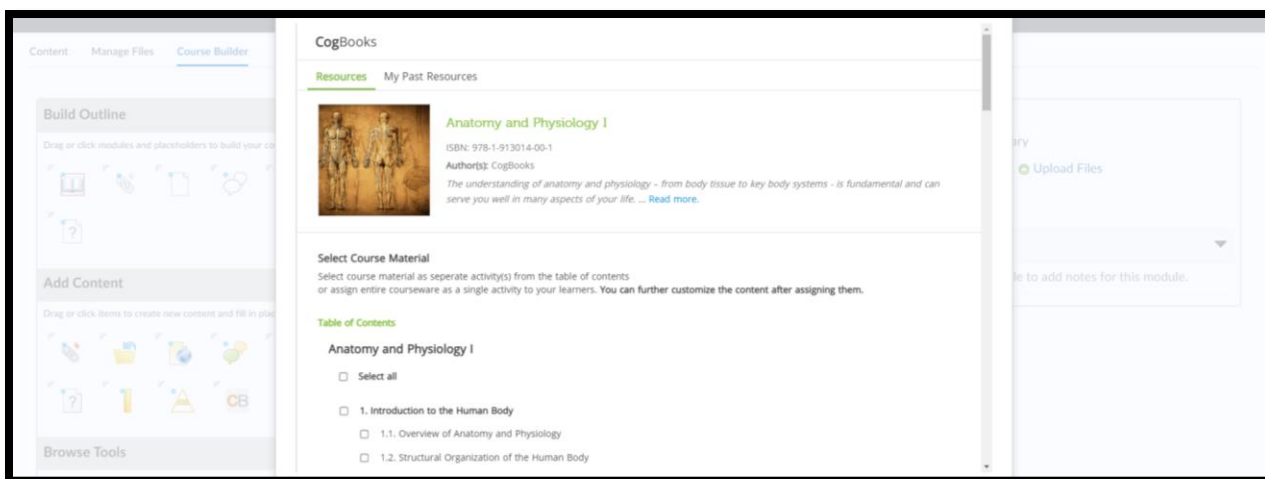 Content Manage Files Course Builder
Build Outline
Drag or click modules and placeholders to build your co
Add Content
Drag or click items to create new content and fill in plac
CB
Browse Tools
CogBooks
Resources My Past Resources
Anatomy and Physiology I
ISBN: 978-1-913014-00-1
Author(s): CogBooks
The understanding of anatomy and physiology – from body tissue to key body systems - is fundamental and can
serve you well in many aspects of your life. ... Read more.
Select Course Material
Select course material as seperate activity(s) from the table of contents
or assign entire courseware as a single activity to your learners. You can further customize the content after assigning them.
Table of Contents
Anatomy and Physiology I
Select all
1. Introduction to the Human Body
1.1. Overview of Anatomy and Physiology
1.2. Structural Organization of the Human Body
ary
Upload Files
le to add notes for this module.